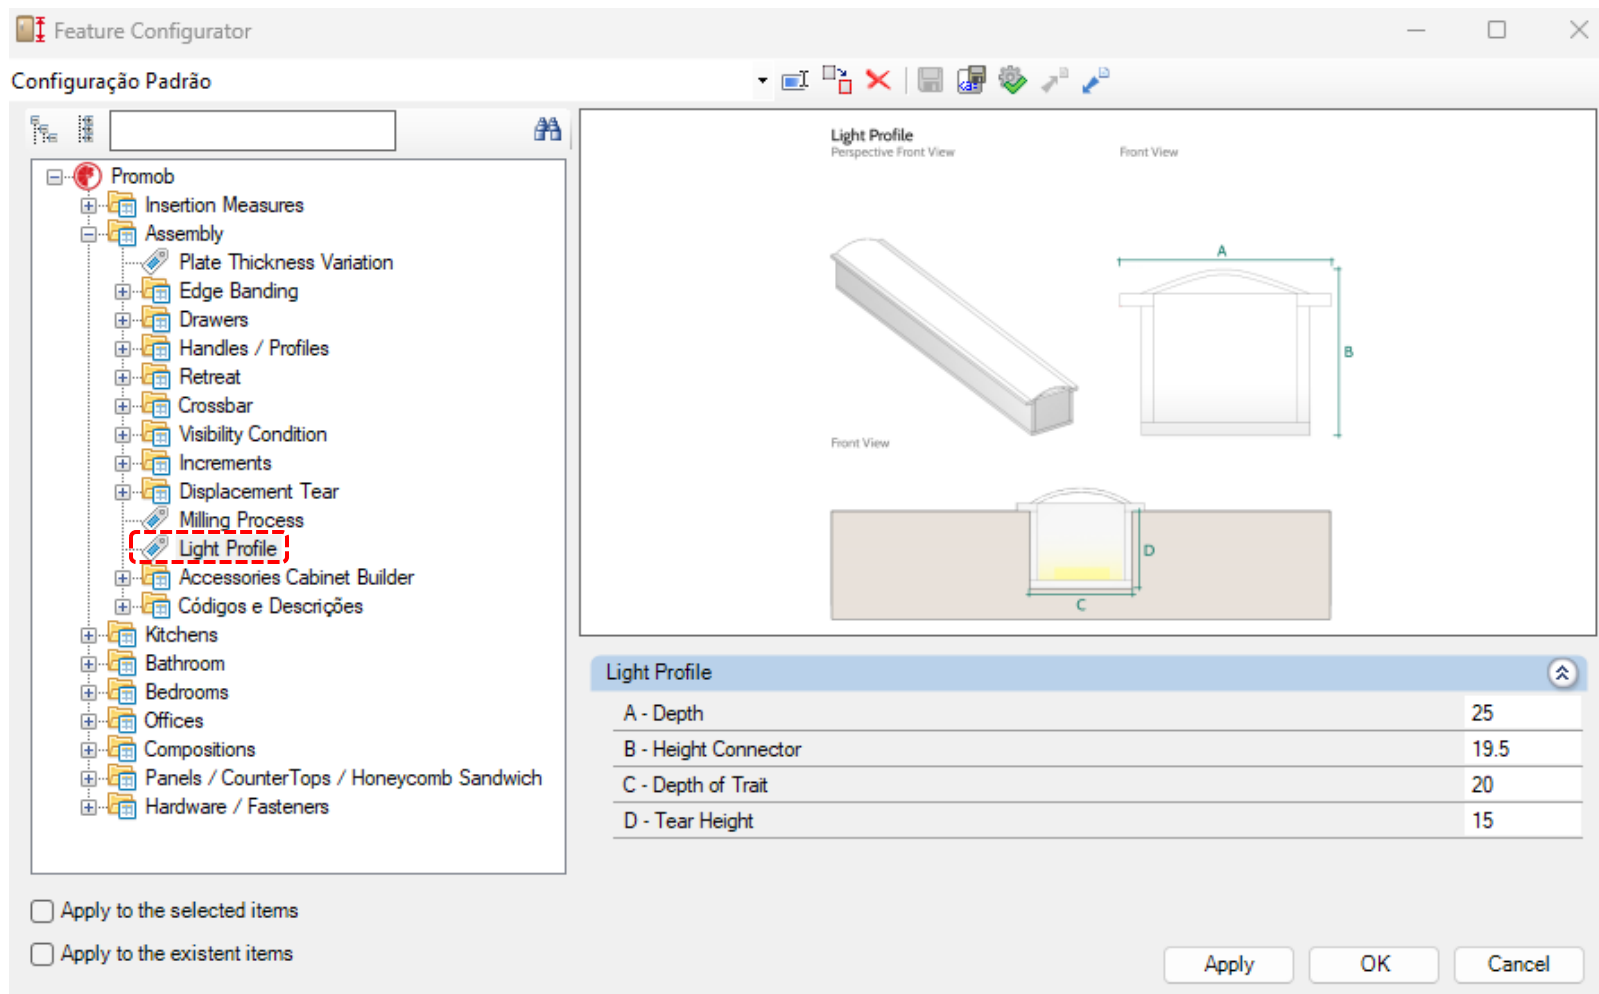 Feature Configurator
Configuração Padrão
Promob
Insertion Measures
Assembly
Plate Thickness Variation
Edge Banding
Drawers
Handles / Profiles
Retreat
Crossbar
Visibility Condition
Increments
Displacement Tear
Milling Process
Light Profile
Accessories Cabinet Builder
Códigos e Descrições
Kitchens
Bathroom
Bedrooms
Offices
Compositions
Panels / CounterTops / Honeycomb Sandwich
Hardware / Fasteners
Apply to the selected items
Apply to the existent items
Light Profile
Perspective Front View
Front View
A
B
Front View
D
C
Light Profile
A - Depth 25
B - Height Connector 19.5
C - Depth of Trait 20
D - Tear Height 15
Apply OK Cancel